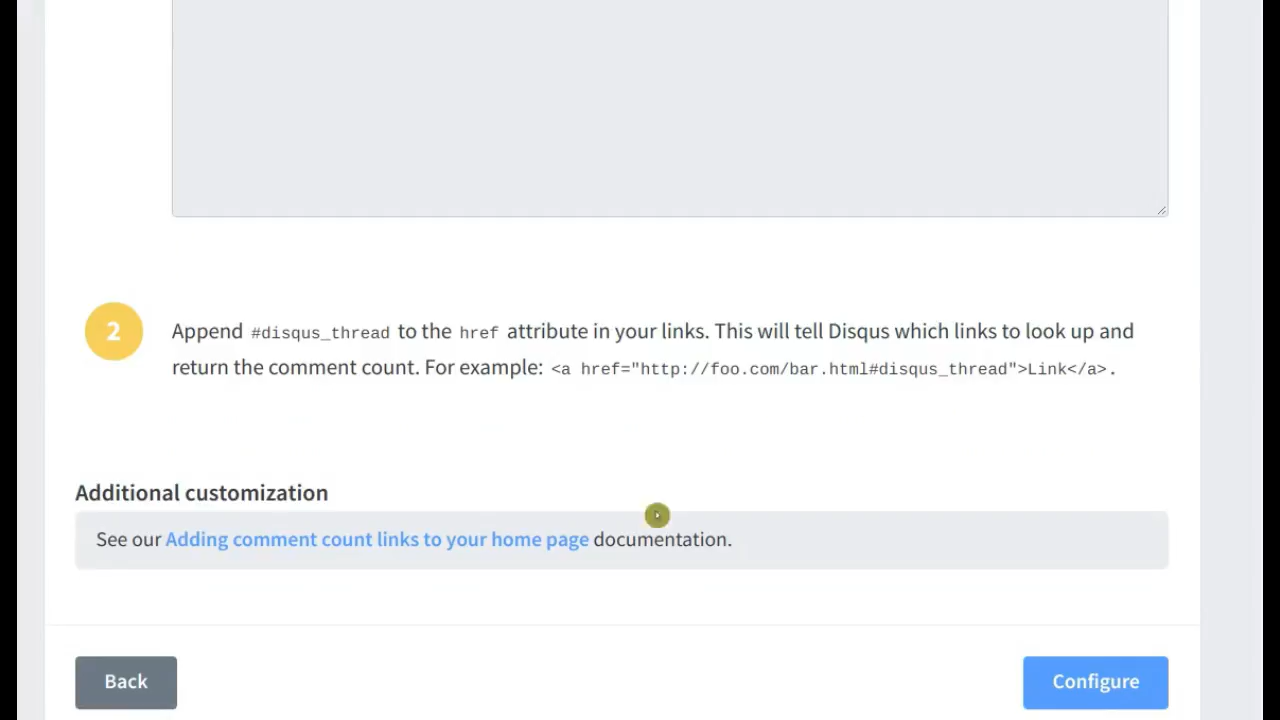 2
Append #disqus_thread to the href attribute in your links. This will tell Disqus which links to look up and
return the comment count. For example: <a href="http://foo.com/bar.html#disqus_thread">Link</a>.
Additional customization
See our Adding comment count links to your home page documentation.
Back
Configure